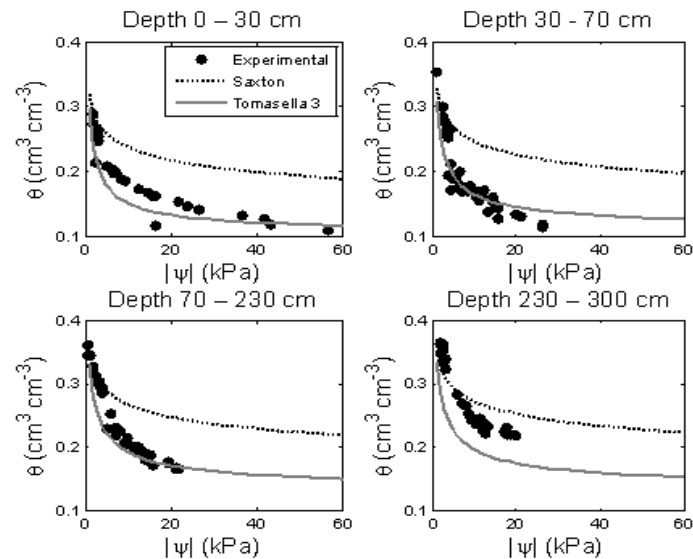 Depth 0 – 30 cm
0.4
0.3
0.2
0.1
θ (cm³ cm⁻³)
Experimental
Saxton
Tomasella 3
0 20 40 60
|ψ| (kPa)
Depth 30 - 70 cm
0.4
0.3
0.2
0.1
θ (cm³ cm⁻³)
0 20 40 60
|ψ| (kPa)
Depth 70 – 230 cm
0.4
0.3
0.2
0.1
θ (cm³ cm⁻³)
0 20 40 60
|ψ| (kPa)
Depth 230 – 300 cm
0.4
0.3
0.2
0.1
θ (cm³ cm⁻³)
0 20 40 60
|ψ| (kPa)